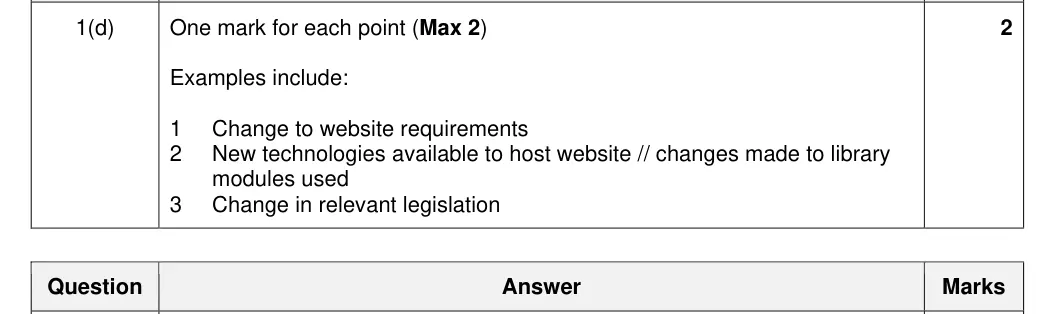 1(d) One mark for each point (Max 2) 2
Examples include:
1 Change to website requirements
2 New technologies available to host website // changes made to library
modules used
3 Change in relevant legislation
Question Answer Marks